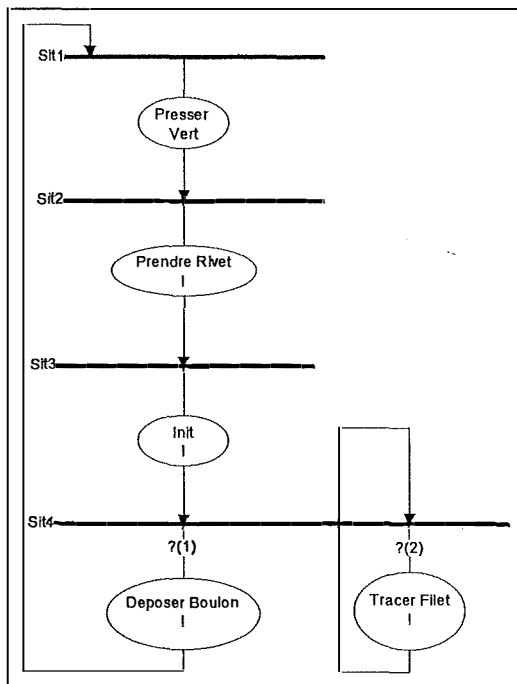 Sit1
Presser
Vert
Sit2
Prendre Rivet
I
Sit3
Init
I
Sit4
?(1)
?(2)
Deposer Boulon
I
Tracer Filet
I